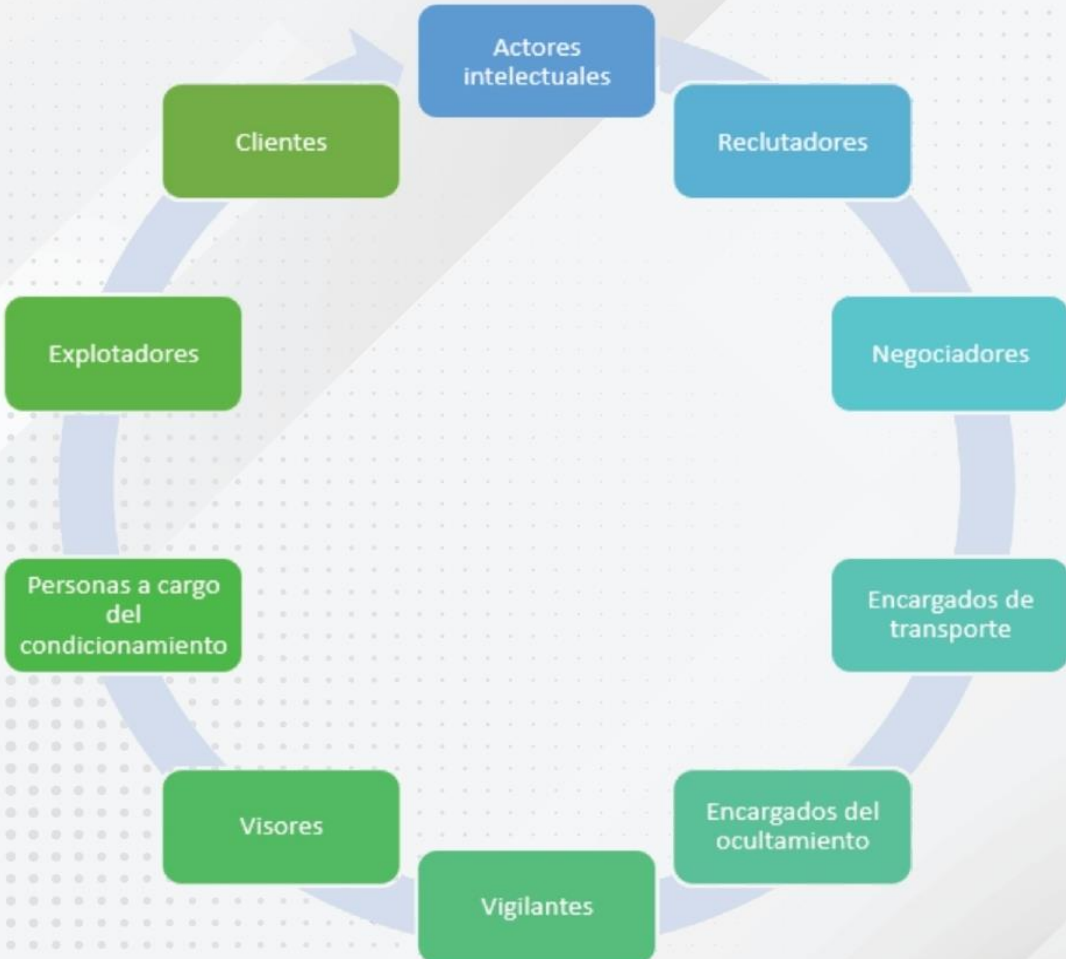 Actores
intelectuales
Reclutadores
Negociadores
Encargados de
transporte
Encargados del
ocultamiento
Vigilantes
Visores
Personas a cargo
del
condicionamiento
Explotadores
Clientes